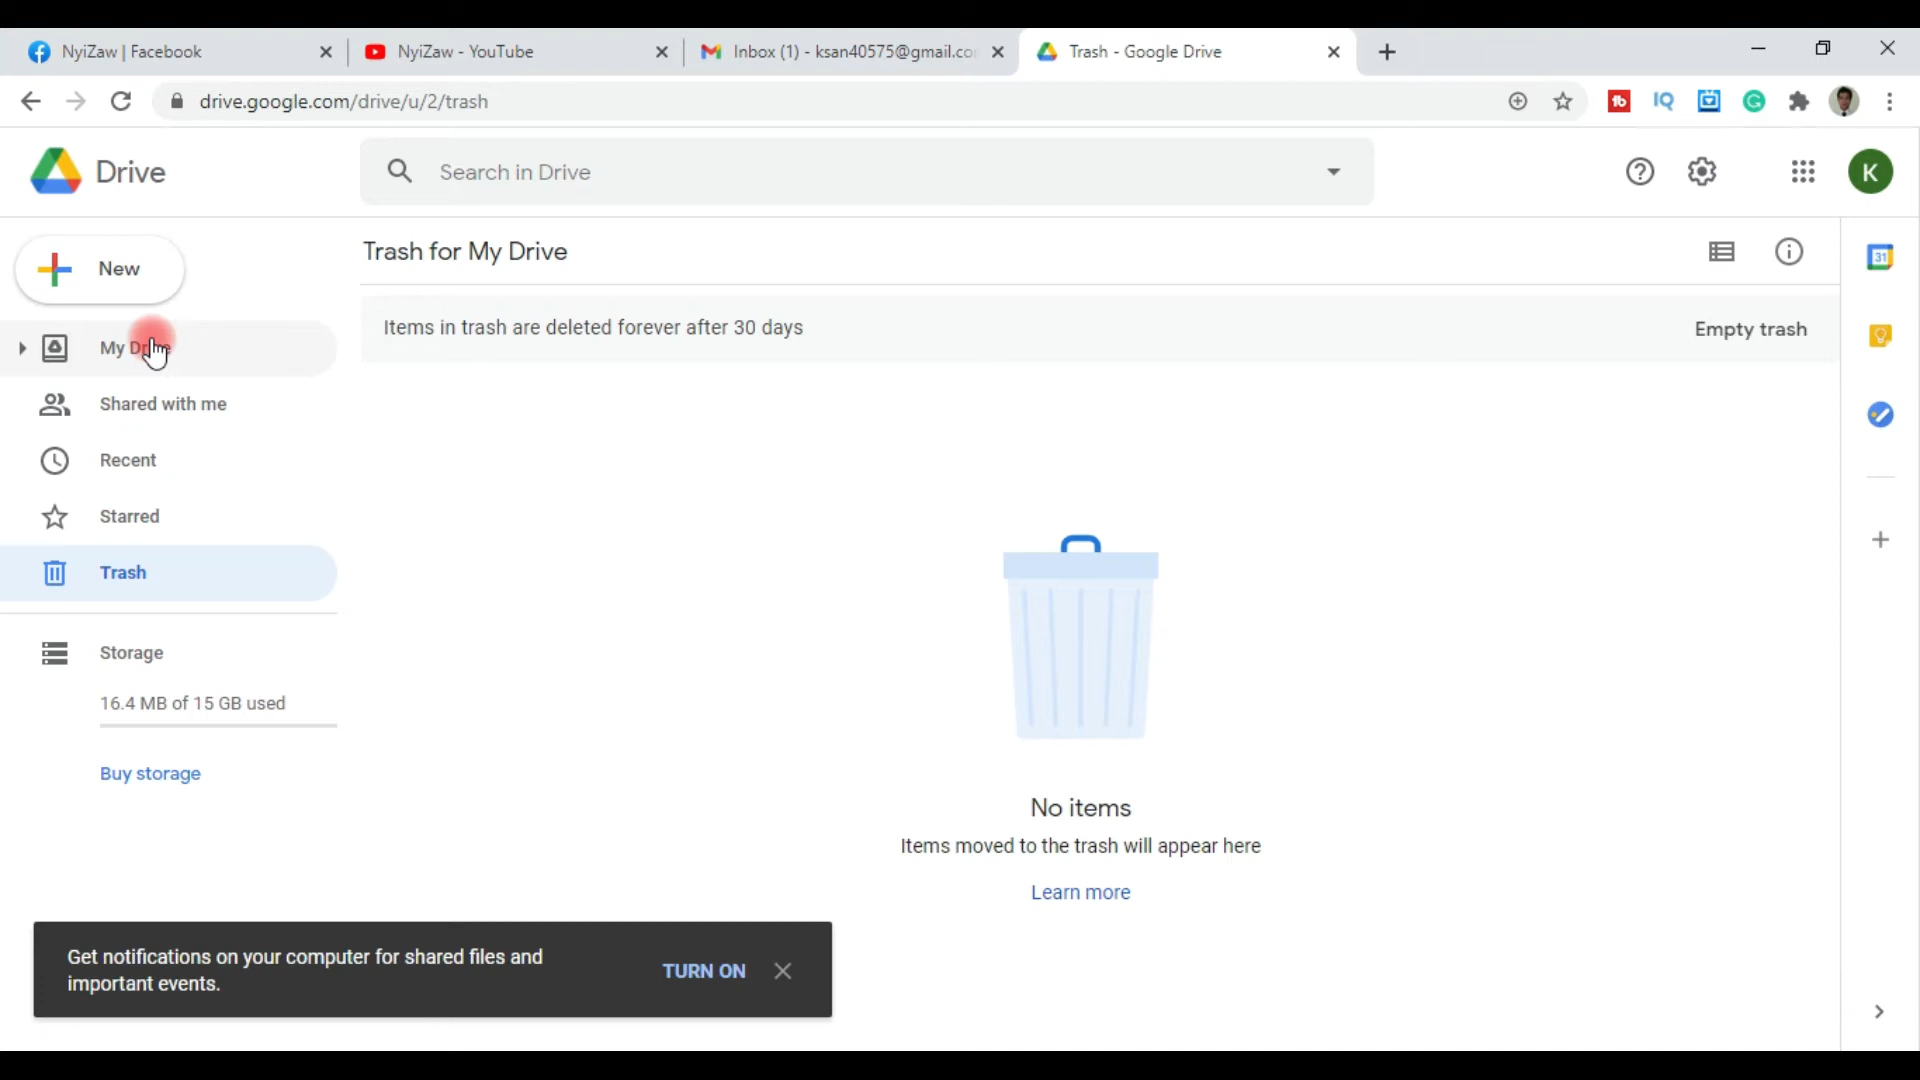 NyiZaw | Facebook
NyiZaw - YouTube
Inbox (1) - ksan40575@gmail.co
Trash - Google Drive
drive.google.com/drive/u/2/trash
tb
IQ
G
Drive
Search in Drive
K
New
Trash for My Drive
31
Items in trash are deleted forever after 30 days
Empty trash
My
Shared with me
Recent
Starred
Trash
Storage
16.4 MB of 15 GB used
Buy storage
No items
Items moved to the trash will appear here
Learn more
Get notifications on your computer for shared files and
important events.
TURN ON